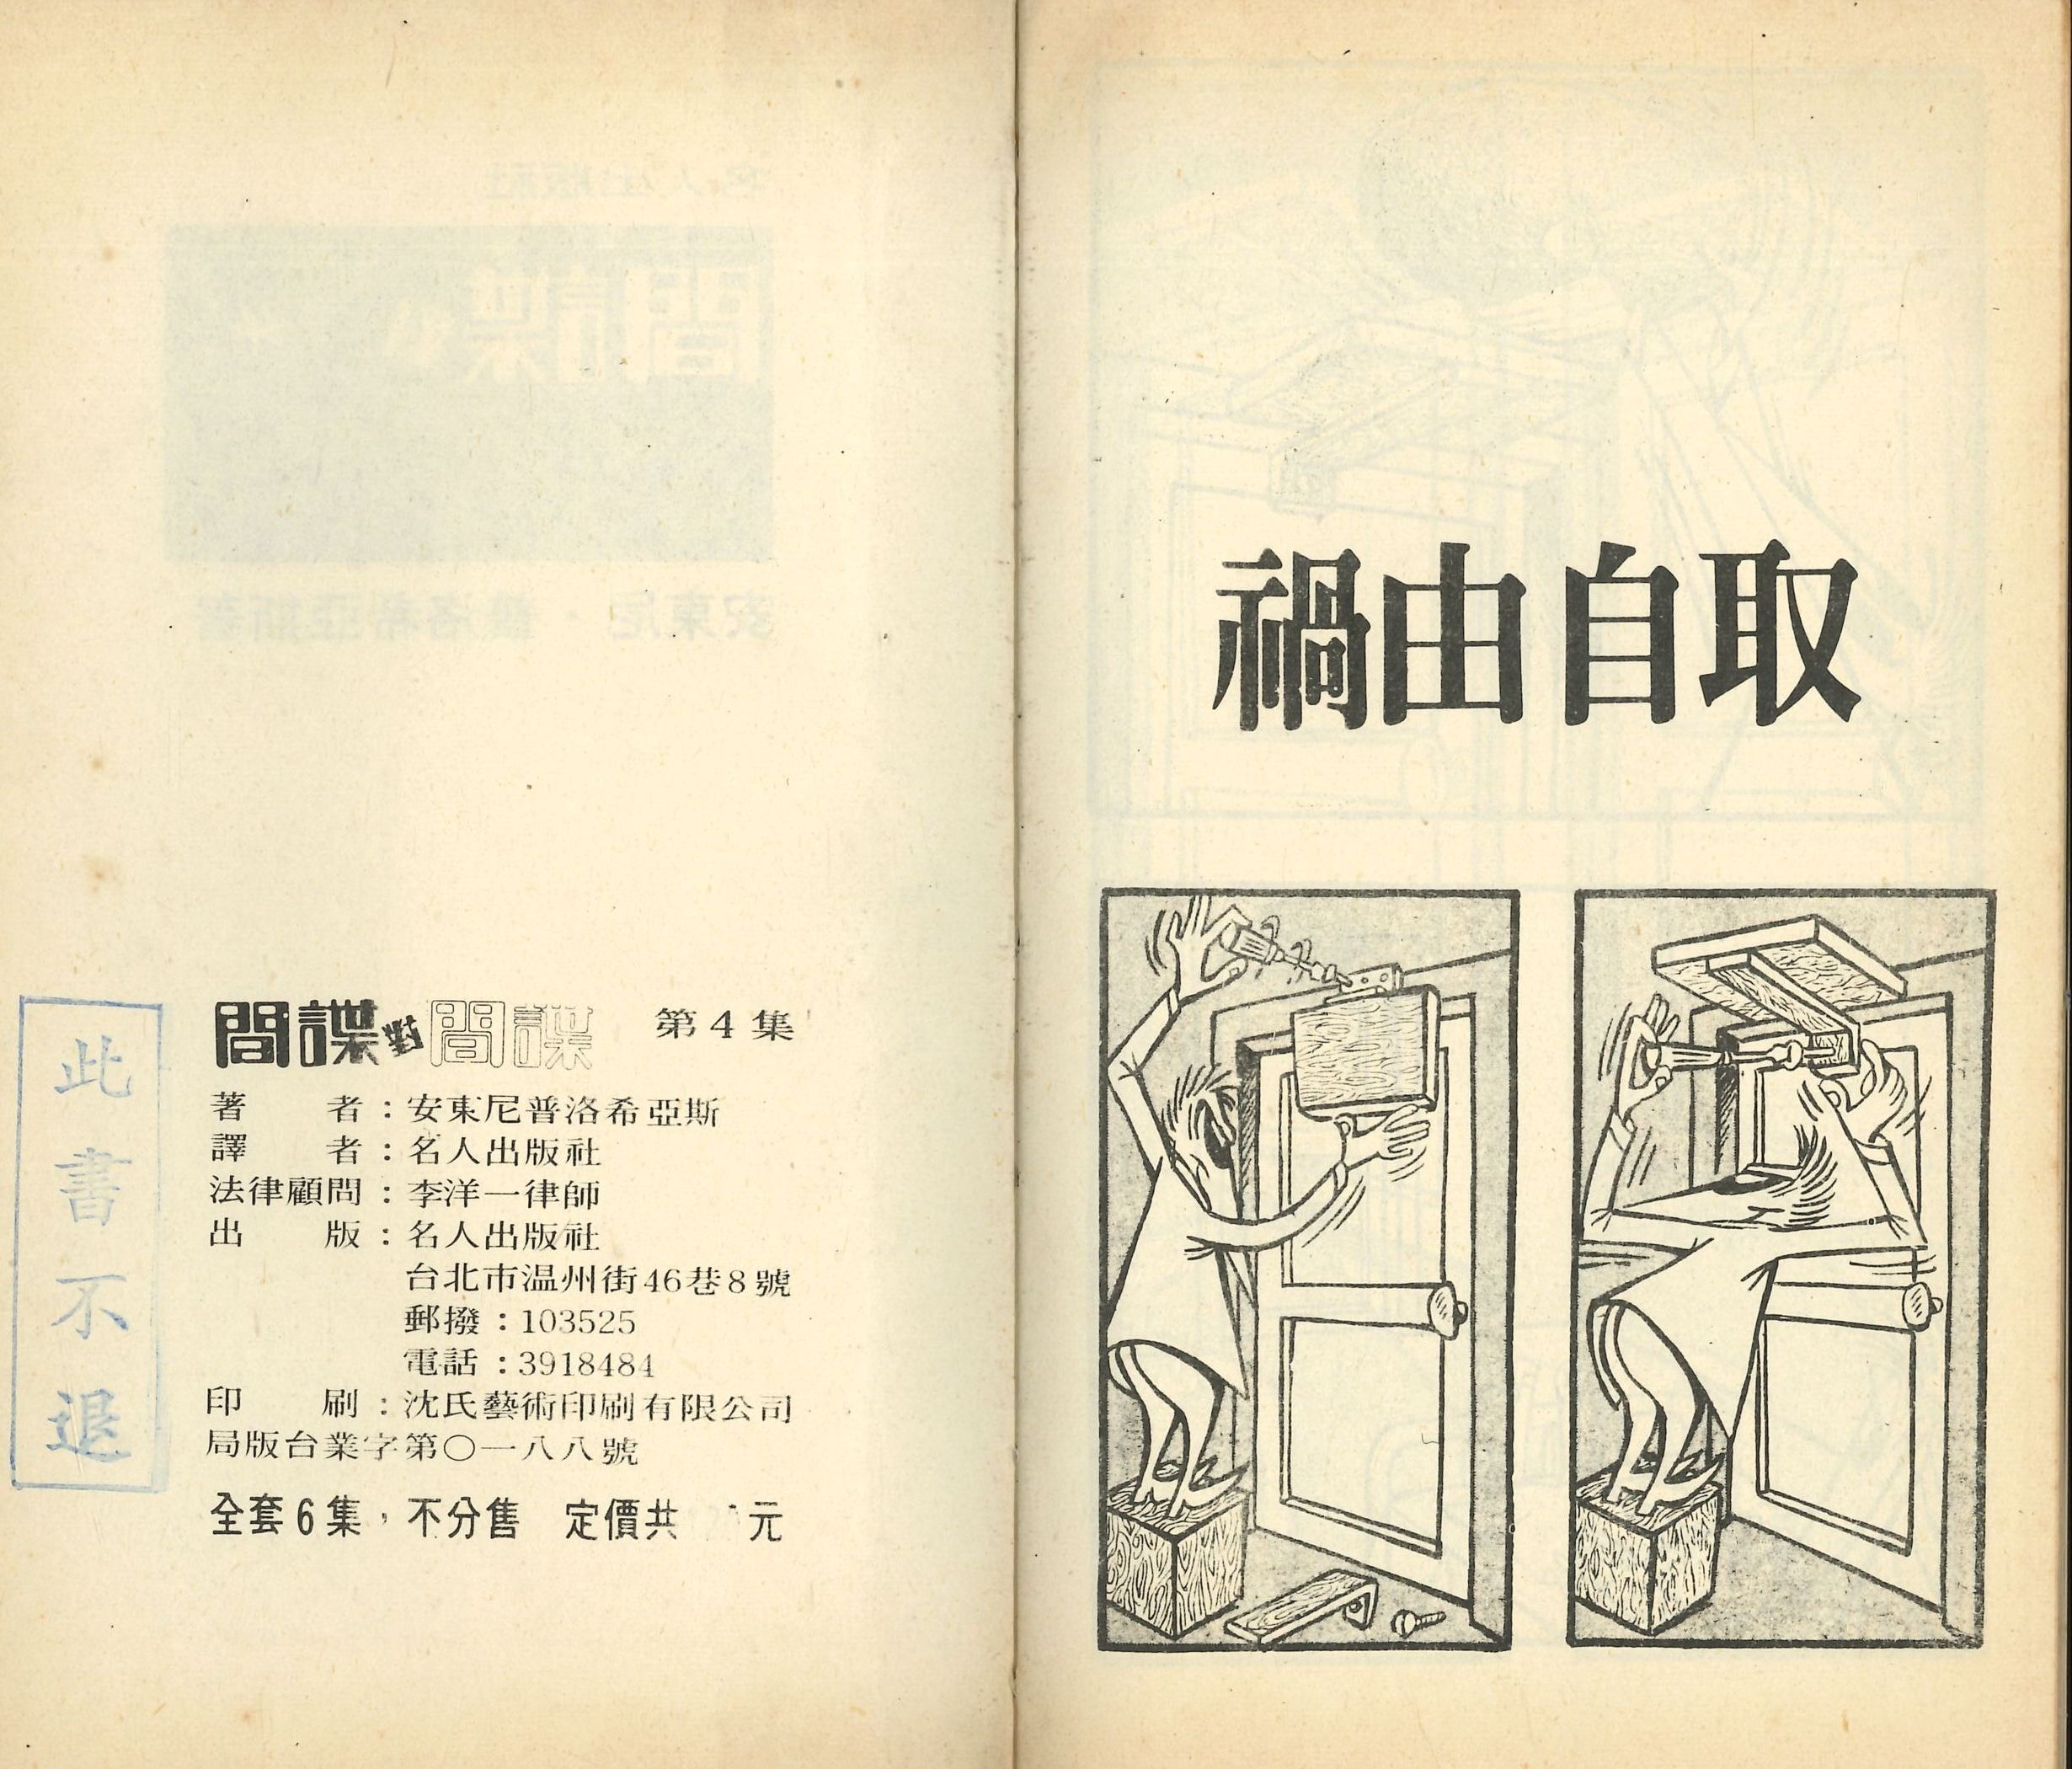 間諜對間諜 第4集
著者：安東尼普洛希亞斯
譯者：名人出版社
法律顧問：李洋一律師
出版：名人出版社
台北市温州街46巷8號
郵撥：103525
電話：3918484
印刷：沈氏藝術印刷有限公司
局版台業字第〇一八八號
全套6集，不分售 定價共 元
此書不退
禍由自取